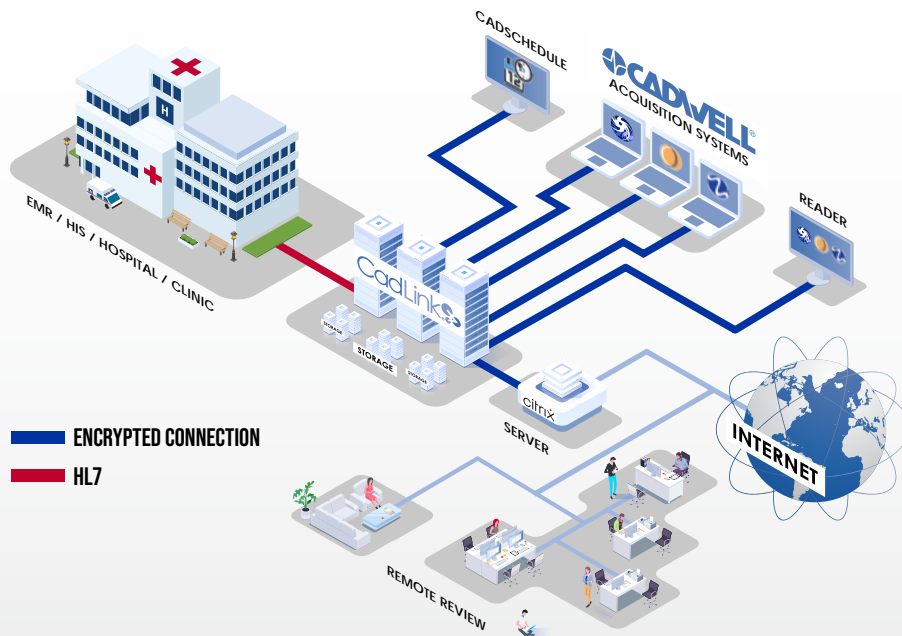 CADSCHEDULE
CADWELL®
ACQUISITION SYSTEMS
READER
H
12
EMR / HIS / HOSPITAL / CLINIC
CadLink
STORAGE
STORAGE
STORAGE
citrix
SERVER
INTERNET
ENCRYPTED CONNECTION
HL7
REMOTE REVIEW